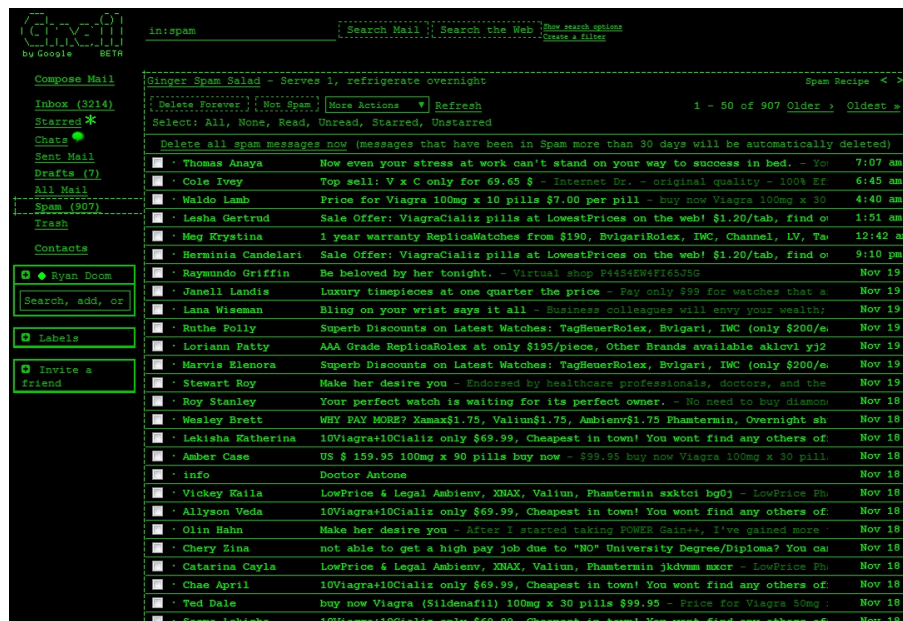 Gmail
by Google BETA
in:spam
Search Mail Search the Web Show search options
Create a filter
Compose Mail
Inbox (3214)
Starred
Chats
Sent Mail
Drafts (7)
All Mail
Spam (907)
Trash
Contacts
Ryan Doom
Search, add, or
Labels
Invite a
friend
Ginger Spam Salad - Serves 1, refrigerate overnight Spam Recipe < >
Delete Forever Not Spam More Actions ▼ Refresh 1 - 50 of 907 Older › Oldest »
Select: All, None, Read, Unread, Starred, Unstarred
Delete all spam messages now (messages that have been in Spam more than 30 days will be automatically deleted)
Thomas Anaya Now even your stress at work can't stand on your way to success in bed. - You 7:07 am
Cole Ivey Top sell: V x C only for 69.65 $ - Internet Dr. - original quality - 100% Ef 6:45 am
Waldo Lamb Price for Viagra 100mg x 10 pills $7.00 per pill - buy now Viagra 100mg x 30 4:40 am
Lesha Gertrud Sale Offer: ViagraCializ pills at LowestPrices on the web! $1.20/tab, find ou 1:51 am
Meg Krystina 1 year warranty ReplicaWatches from $190, BvlgariRolex, IWC, Channel, LV, Ta 12:42 a
Herminia Candelari Sale Offer: ViagraCializ pills at LowestPrices on the web! $1.20/tab, find ou 9:10 pm
Raymundo Griffin Be beloved by her tonight. - Virtual shop P44S4EW4FI65J5G Nov 19
Janell Landis Luxury timepieces at one quarter the price - Pay only $99 for watches that a Nov 19
Lana Wiseman Bling on your wrist says it all - Business colleagues will envy your wealth; Nov 19
Ruthe Polly Superb Discounts on Latest Watches: TagHeuerRolex, Bvlgari, IWC (only $200/ea Nov 19
Loriann Patty AAA Grade ReplicaRolex at only $195/piece, Other Brands available aklcvl yj2 Nov 19
Marvis Elenora Superb Discounts on Latest Watches: TagHeuerRolex, Bvlgari, IWC (only $200/ea Nov 19
Stewart Roy Make her desire you - Endorsed by healthcare professionals, doctors, and the Nov 19
Roy Stanley Your perfect watch is waiting for its perfect owner. - No need to buy diamon Nov 18
Wesley Brett WHY PAY MORE? Xamax$1.75, Valiun$1.75, Ambienv$1.75 Phamtermin, Overnight sh Nov 18
Lekisha Katherina 10Viagra+10Cializ only $69.99, Cheapest in town! You wont find any others of Nov 18
Amber Case US $ 159.95 100mg x 90 pills buy now - $99.95 buy now Viagra 100mg x 30 pill Nov 18
info Doctor Antone Nov 18
Vickey Kaila LowPrice & Legal Ambienv, XNAX, Valiun, Phamtermin sxktci bg0j - LowPrice Nov 18
Allyson Veda 10Viagra+10Cializ only $69.99, Cheapest in town! You wont find any others of Nov 18
Olin Hahn Make her desire you - After I started taking POWER Gain++, I've gained more Nov 18
Chery Zina not able to get a high pay job due to "NO" University Degree/Diploma? You can Nov 18
Catarina Cayla LowPrice & Legal Ambienv, XNAX, Valiun, Phamtermin jkdvmm mxcr - LowPrice Nov 18
Chae April 10Viagra+10Cializ only $69.99, Cheapest in town! You wont find any others of Nov 18
Ted Dale buy now Viagra (Sildenafil) 100mg x 30 pills $99.95 - Price for Viagra 50mg Nov 18